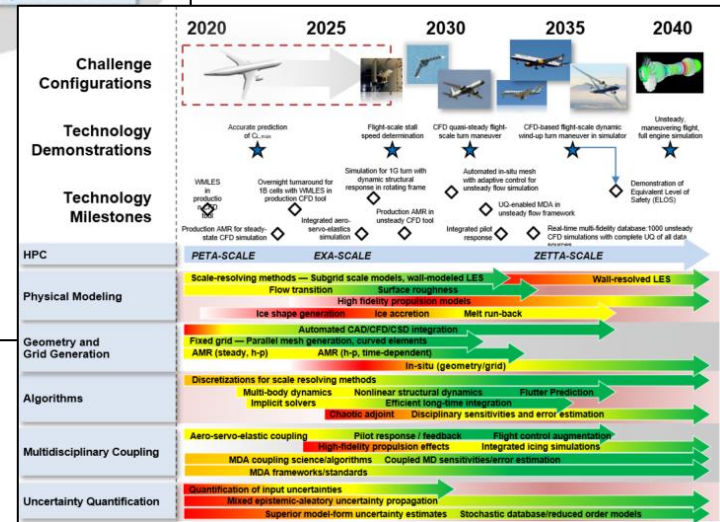 2020 2025 2030 2035 2040
Challenge
Configurations
Technology
Demonstrations
Accurate prediction
of CL,max
Flight-scale stall
speed determination
CFD quasi-steady flight-
scale turn maneuver
CFD-based flight-scale dynamic
wind-up turn maneuver in simulator
Unsteady,
maneuvering flight,
full engine simulation
Technology
Milestones
WMLES
in
productio
tool
Overnight turnaround for
1B cells with WMLES in
production CFD tool
Simulation for 1G turn with
dynamic structural
response in rotating frame
Automated in-situ mesh
with adaptive control for
unsteady flow simulation
Demonstration of
Equivalent Level of
Safety (ELOS)
UQ-enabled MDA in
unsteady flow framework
Production AMR for steady-
state CFD simulation
Integrated aero-
servo-elastics
simulation
Production AMR in
unsteady CFD tool
Integrated pilot
response
Real-time multi-fidelity database:1000 unsteady
CFD simulations with complete UQ of all data
sources
HPC
PETA-SCALE EXA-SCALE ZETTA-SCALE
Physical Modeling
Scale-resolving methods — Subgrid scale models, wall-modeled LES Wall-resolved LES
Flow transition Surface roughness
High fidelity propulsion models
Ice shape generation Ice accretion Melt run-back
Geometry and
Grid Generation
Automated CAD/CFD/CSD integration
Fixed grid — Parallel mesh generation, curved elements
AMR (steady, h-p) AMR (h-p, time-dependent)
In-situ (geometry/grid)
Algorithms
Discretizations for scale resolving methods
Multi-body dynamics Nonlinear structural dynamics Flutter Prediction
Implicit solvers Efficient long-time integration
Chaotic adjoint Disciplinary sensitivities and error estimation
Multidisciplinary Coupling
Aero-servo-elastic coupling Pilot response / feedback Flight control augmentation
High-fidelity propulsion effects Integrated icing simulations
MDA coupling science/algorithms Coupled MD sensitivities/error estimation
MDA frameworks/standards
Uncertainty Quantification
Quantification of input uncertainties
Mixed epistemic-aleatory uncertainty propagation
Superior model-form uncertainty estimates Stochastic database/reduced order models